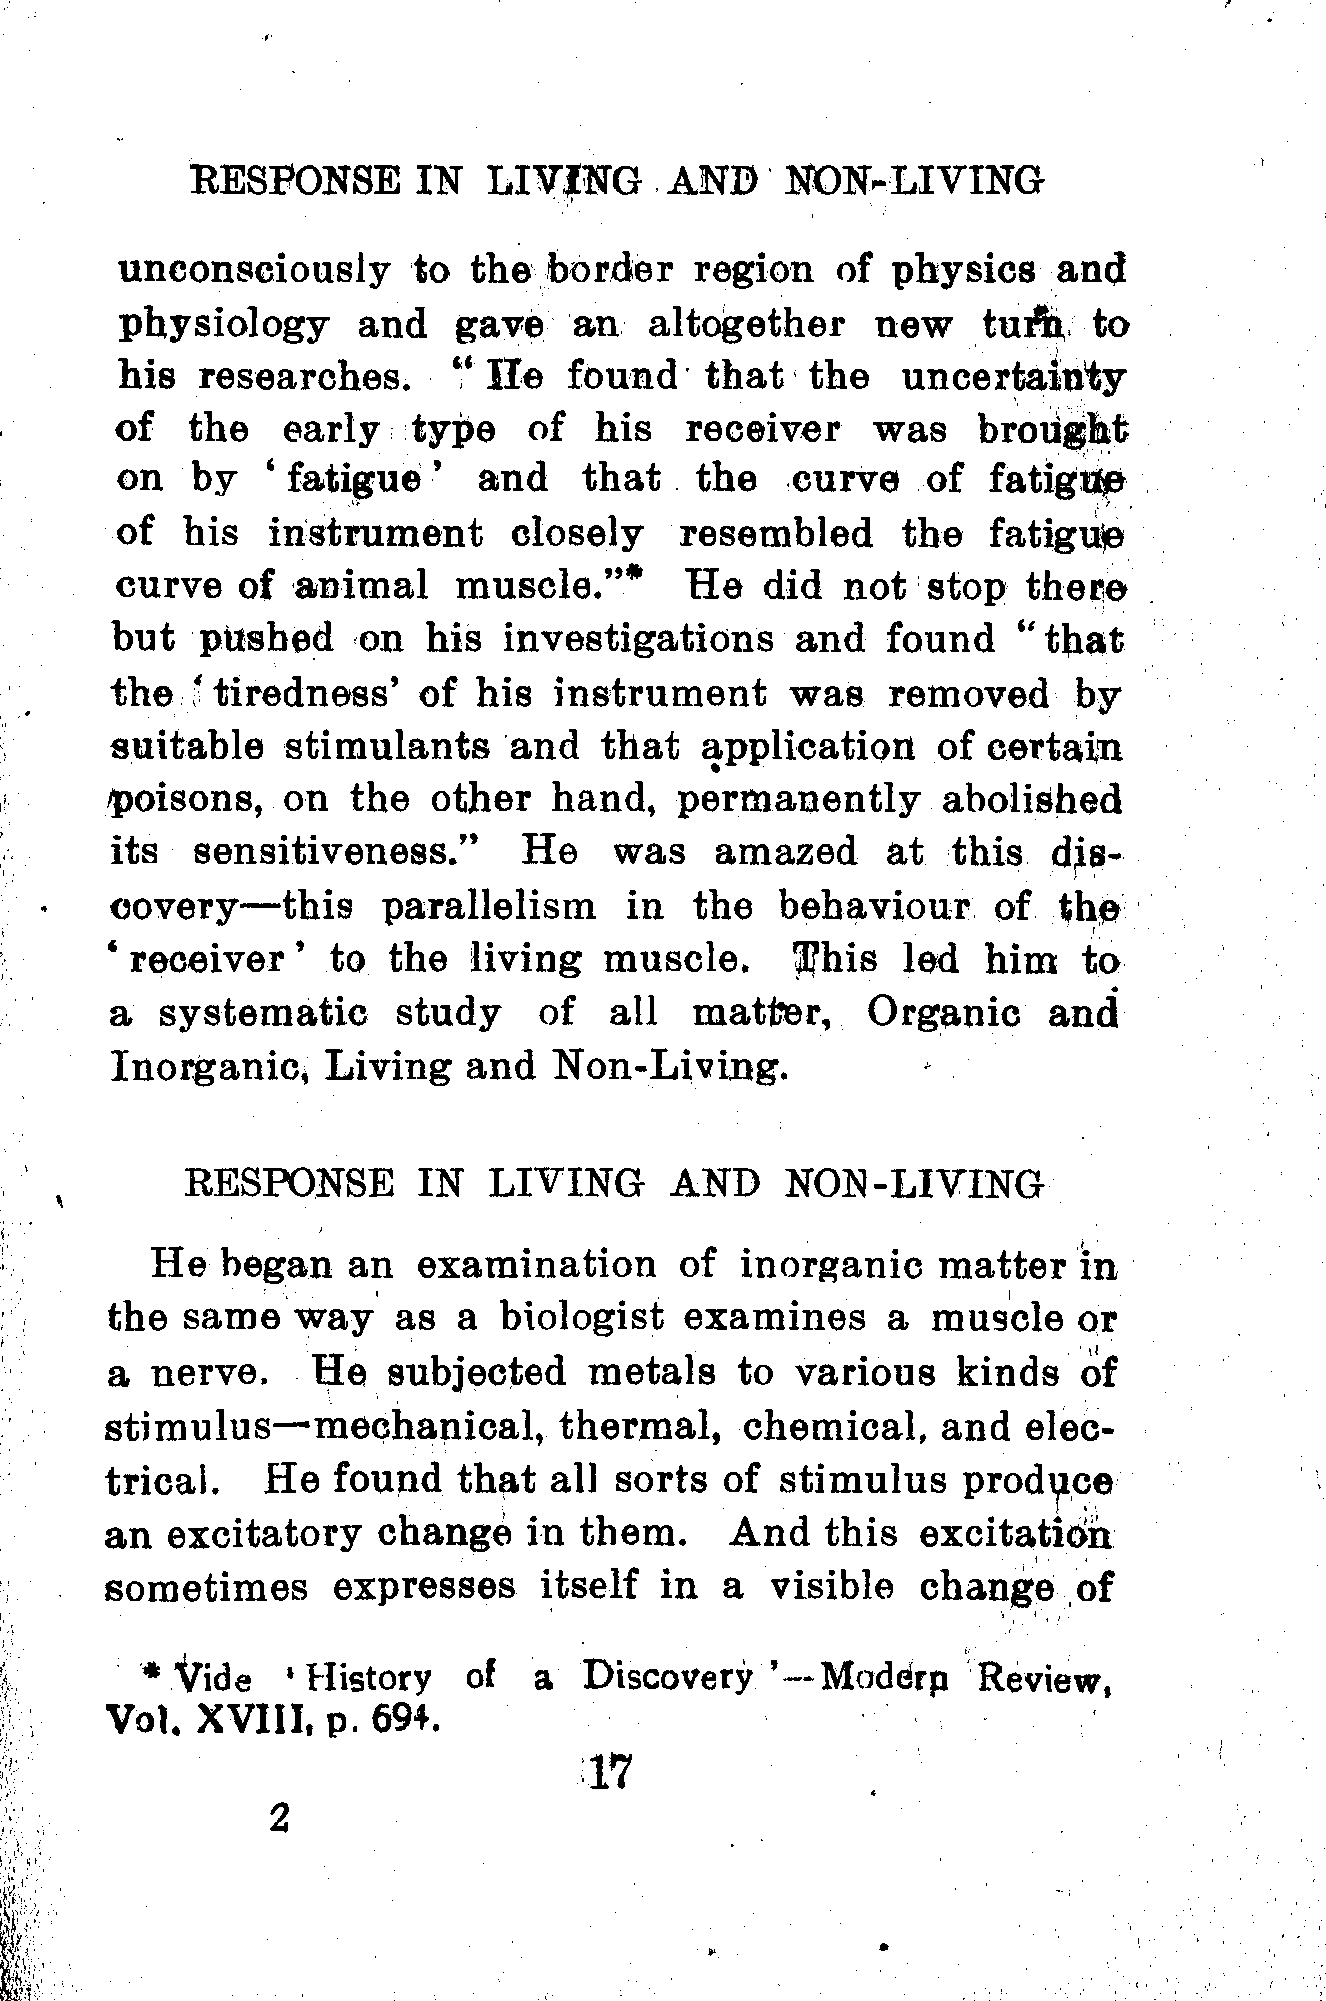 RESPONSE IN LIVING AND NON-LIVING
unconsciously to the border region of physics and
physiology and gave an altogether new turn to
his researches. “ He found that the uncertainty
of the early type of his receiver was brought
on by ‘ fatigue ’ and that the curve of fatigue
of his instrument closely resembled the fatigue
curve of animal muscle.”* He did not stop there
but pushed on his investigations and found “ that
the ‘ tiredness’ of his instrument was removed by
suitable stimulants and that application of certain
poisons, on the other hand, permanently abolished
its sensitiveness.” He was amazed at this dis-
covery—this parallelism in the behaviour of the
‘ receiver ’ to the living muscle. This led him to
a systematic study of all matter, Organic and
Inorganic, Living and Non-Living.
RESPONSE IN LIVING AND NON-LIVING
He began an examination of inorganic matter in
the same way as a biologist examines a muscle or
a nerve. He subjected metals to various kinds of
stimulus—mechanical, thermal, chemical, and elec-
trical. He found that all sorts of stimulus produce
an excitatory change in them. And this excitation
sometimes expresses itself in a visible change of
* Vide ‘ History of a Discovery ’—Modern Review,
Vol. XVIII, p. 694.
17
2